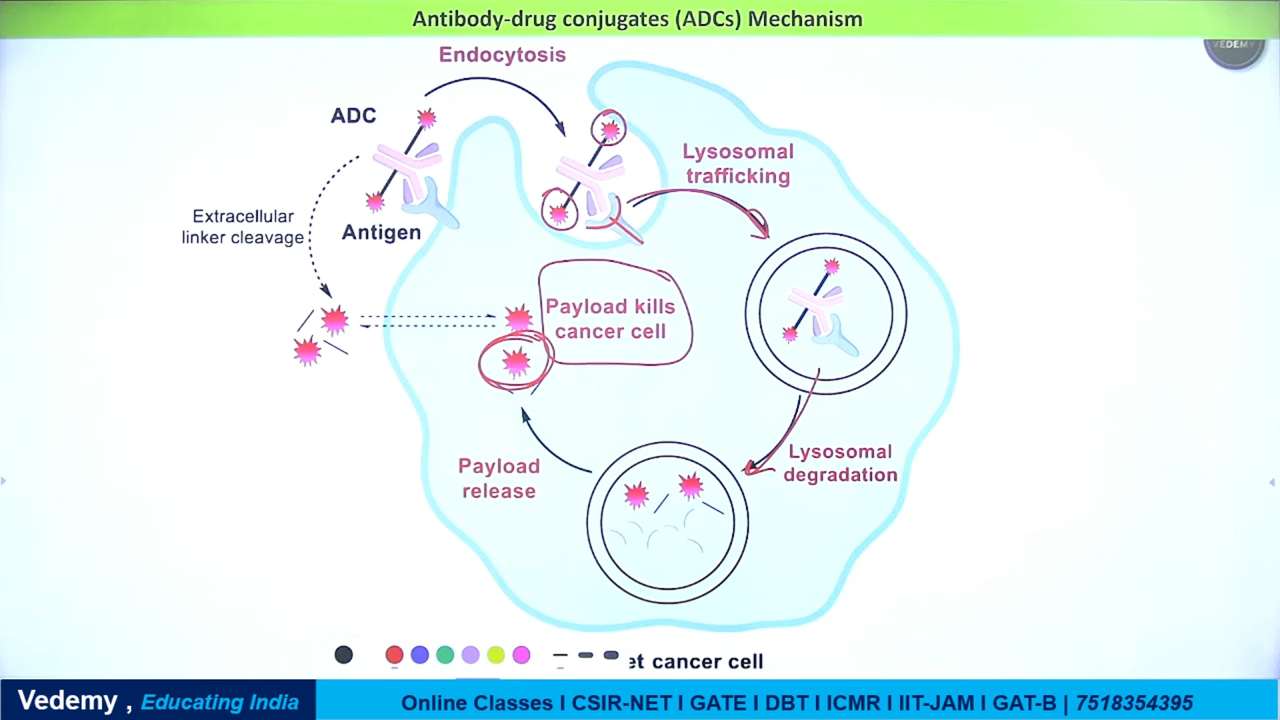 Antibody-drug conjugates (ADCs) Mechanism
VEDEMY
Endocytosis
ADC
Lysosomal
trafficking
Extracellular
linker cleavage
Antigen
Payload kills
cancer cell
Lysosomal
degradation
Payload
release
et cancer cell
Vedemy , Educating India
Online Classes I CSIR-NET I GATE I DBT I ICMR I IIT-JAM I GAT-B | 7518354395